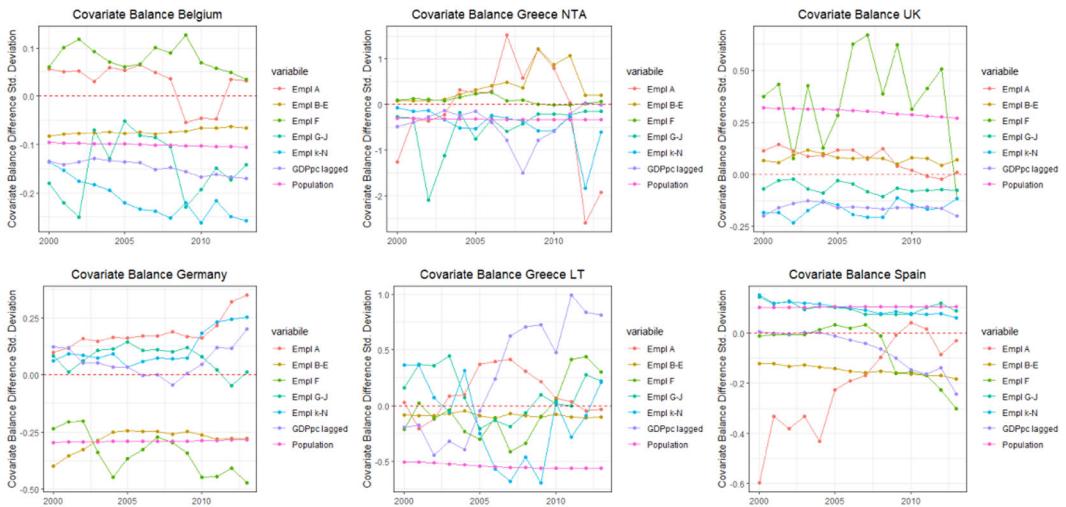 Covariate Balance Belgium
Covariate Balance Difference Std. Deviation
0.1
0.0
-0.1
-0.2
2000
2005
2010
variabile
Empl A
Empl B-E
Empl F
Empl G-J
Empl k-N
GDPpc lagged
Population
Covariate Balance Greece NTA
Covariate Balance Difference Std. Deviation
1
0
-1
-2
2000
2005
2010
variabile
Empl A
Empl B-E
Empl F
Empl G-J
Empl k-N
GDPpc lagged
Population
Covariate Balance UK
Covariate Balance Difference Std. Deviation
0.50
0.25
0.00
-0.25
2000
2005
2010
variabile
Empl A
Empl B-E
Empl F
Empl G-J
Empl k-N
GDPpc lagged
Population
Covariate Balance Germany
Covariate Balance Difference Std. Deviation
0.25
0.00
-0.25
-0.50
2000
2005
2010
variabile
Empl A
Empl B-E
Empl F
Empl G-J
Empl k-N
GDPpc lagged
Population
Covariate Balance Greece LT
Covariate Balance Difference Std. Deviation
1.0
0.5
0.0
-0.5
2000
2005
2010
variabile
Empl A
Empl B-E
Empl F
Empl G-J
Empl k-N
GDPpc lagged
Population
Covariate Balance Spain
Covariate Balance Difference Std. Deviation
0.0
-0.2
-0.4
-0.6
2000
2005
2010
variabile
Empl A
Empl B-E
Empl F
Empl G-J
Empl k-N
GDPpc lagged
Population